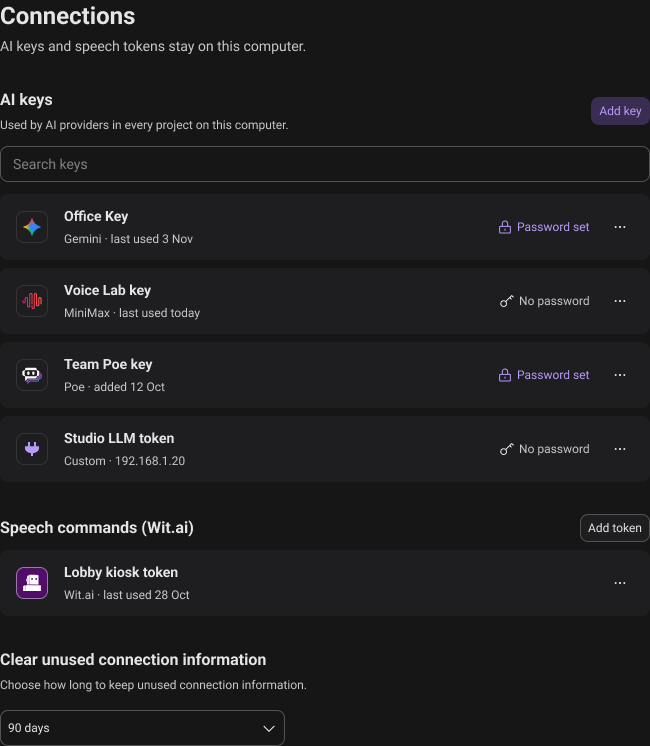 Connections
AI keys and speech tokens stay on this computer.
AI keys
Used by AI providers in every project on this computer.
Add key
Search keys
Office Key
Gemini · last used 3 Nov
Password set
Voice Lab key
MiniMax · last used today
No password
Team Poe key
Poe · added 12 Oct
Password set
Studio LLM token
Custom · 192.168.1.20
No password
Speech commands (Wit.ai)
Add token
Lobby kiosk token
Wit.ai · last used 28 Oct
Clear unused connection information
Choose how long to keep unused connection information.
90 days